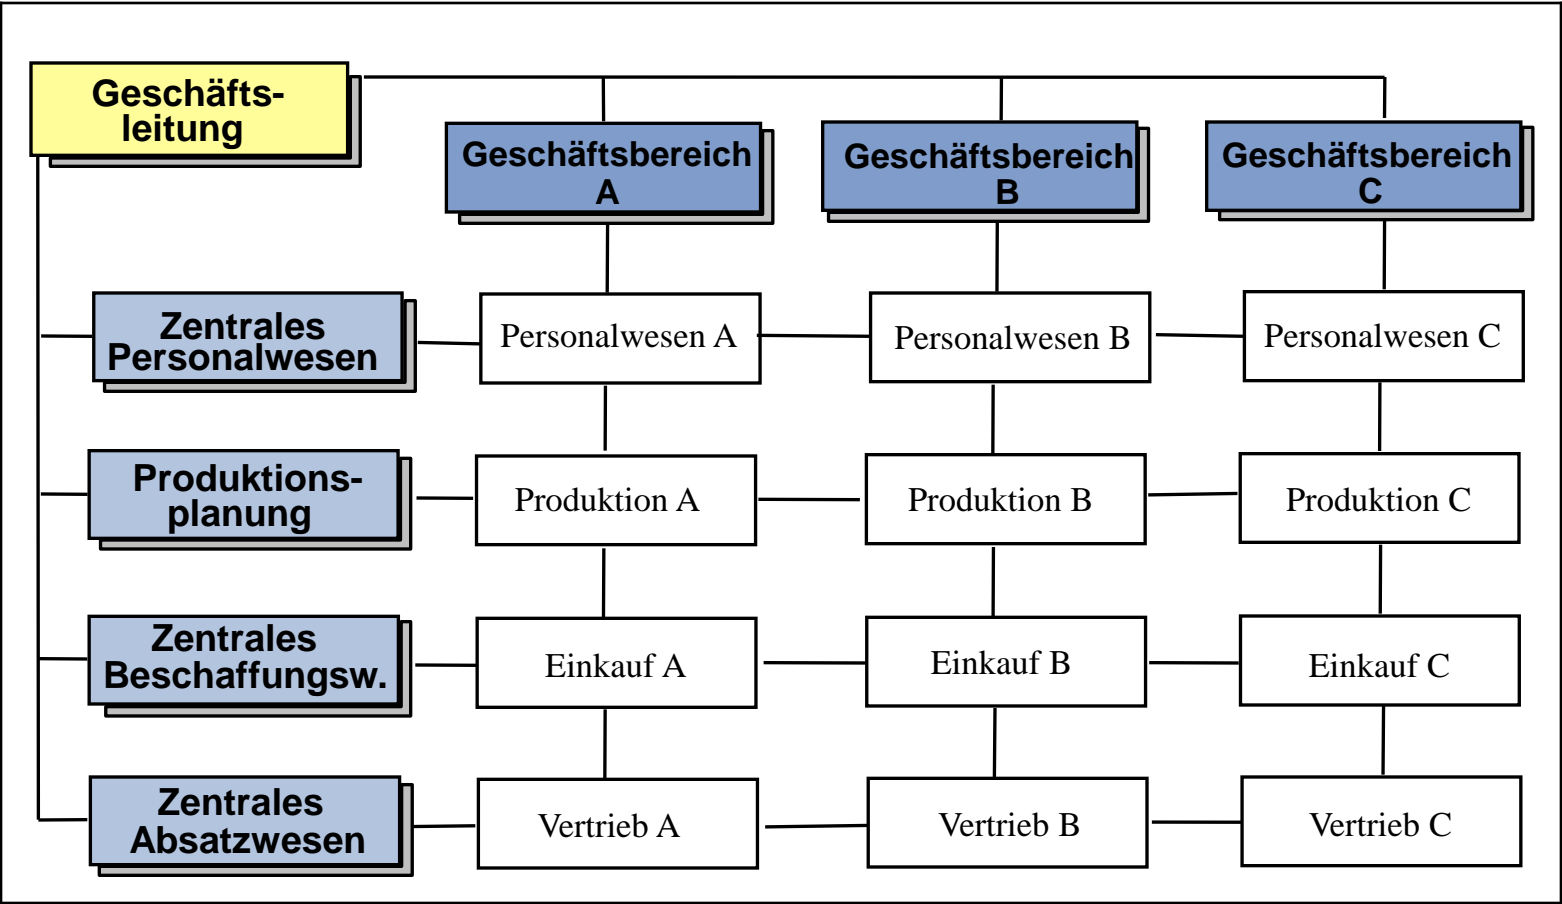 Geschäfts-
leitung
Geschäftsbereich
A
Geschäftsbereich
B
Geschäftsbereich
C
Zentrales
Personalwesen
Personalwesen A
Personalwesen B
Personalwesen C
Produktions-
planung
Produktion A
Produktion B
Produktion C
Zentrales
Beschaffungsw.
Einkauf A
Einkauf B
Einkauf C
Zentrales
Absatzwesen
Vertrieb A
Vertrieb B
Vertrieb C